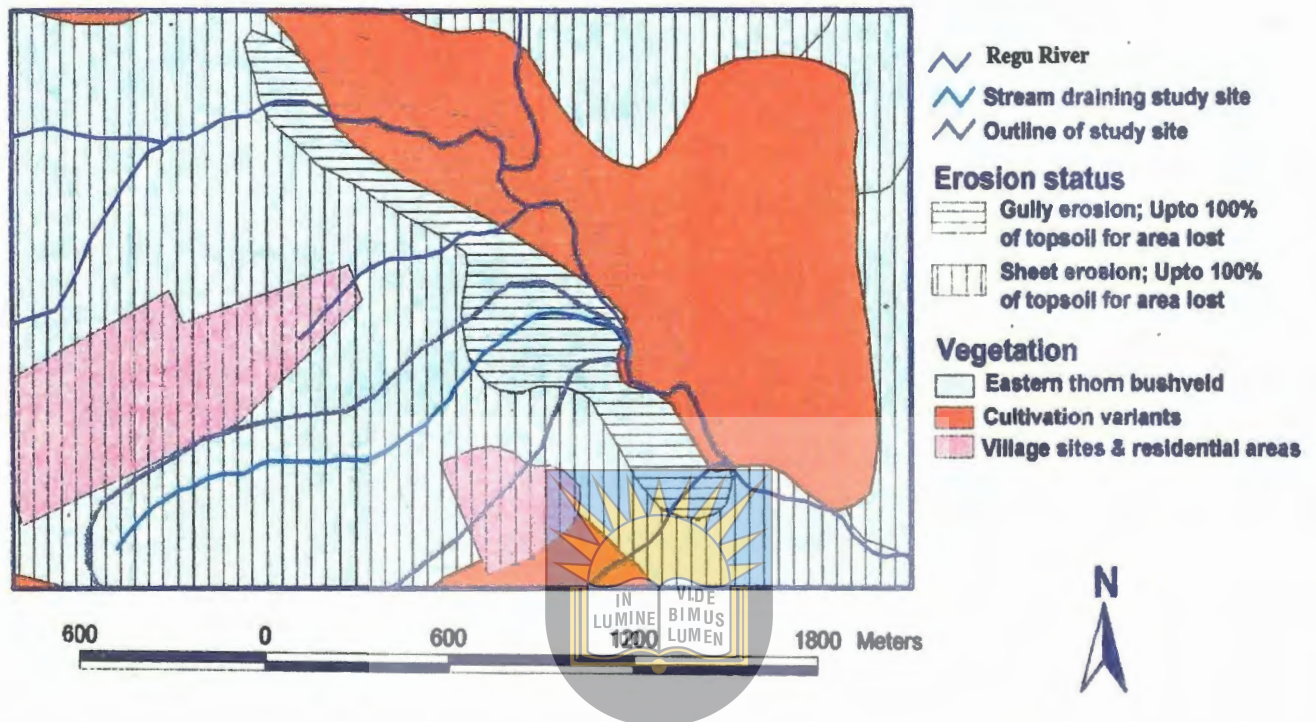 Regu River
Stream draining study site
Outline of study site
Erosion status
Gully erosion; Upto 100%
of topsoil for area lost
Sheet erosion; Upto 100%
of topsoil for area lost
Vegetation
Eastern thorn bushveld
Cultivation variants
Village sites & residential areas
N
IN
LUMINE
VIDE
BIMUS
LUMEN
600 0 600 1200 1800 Meters